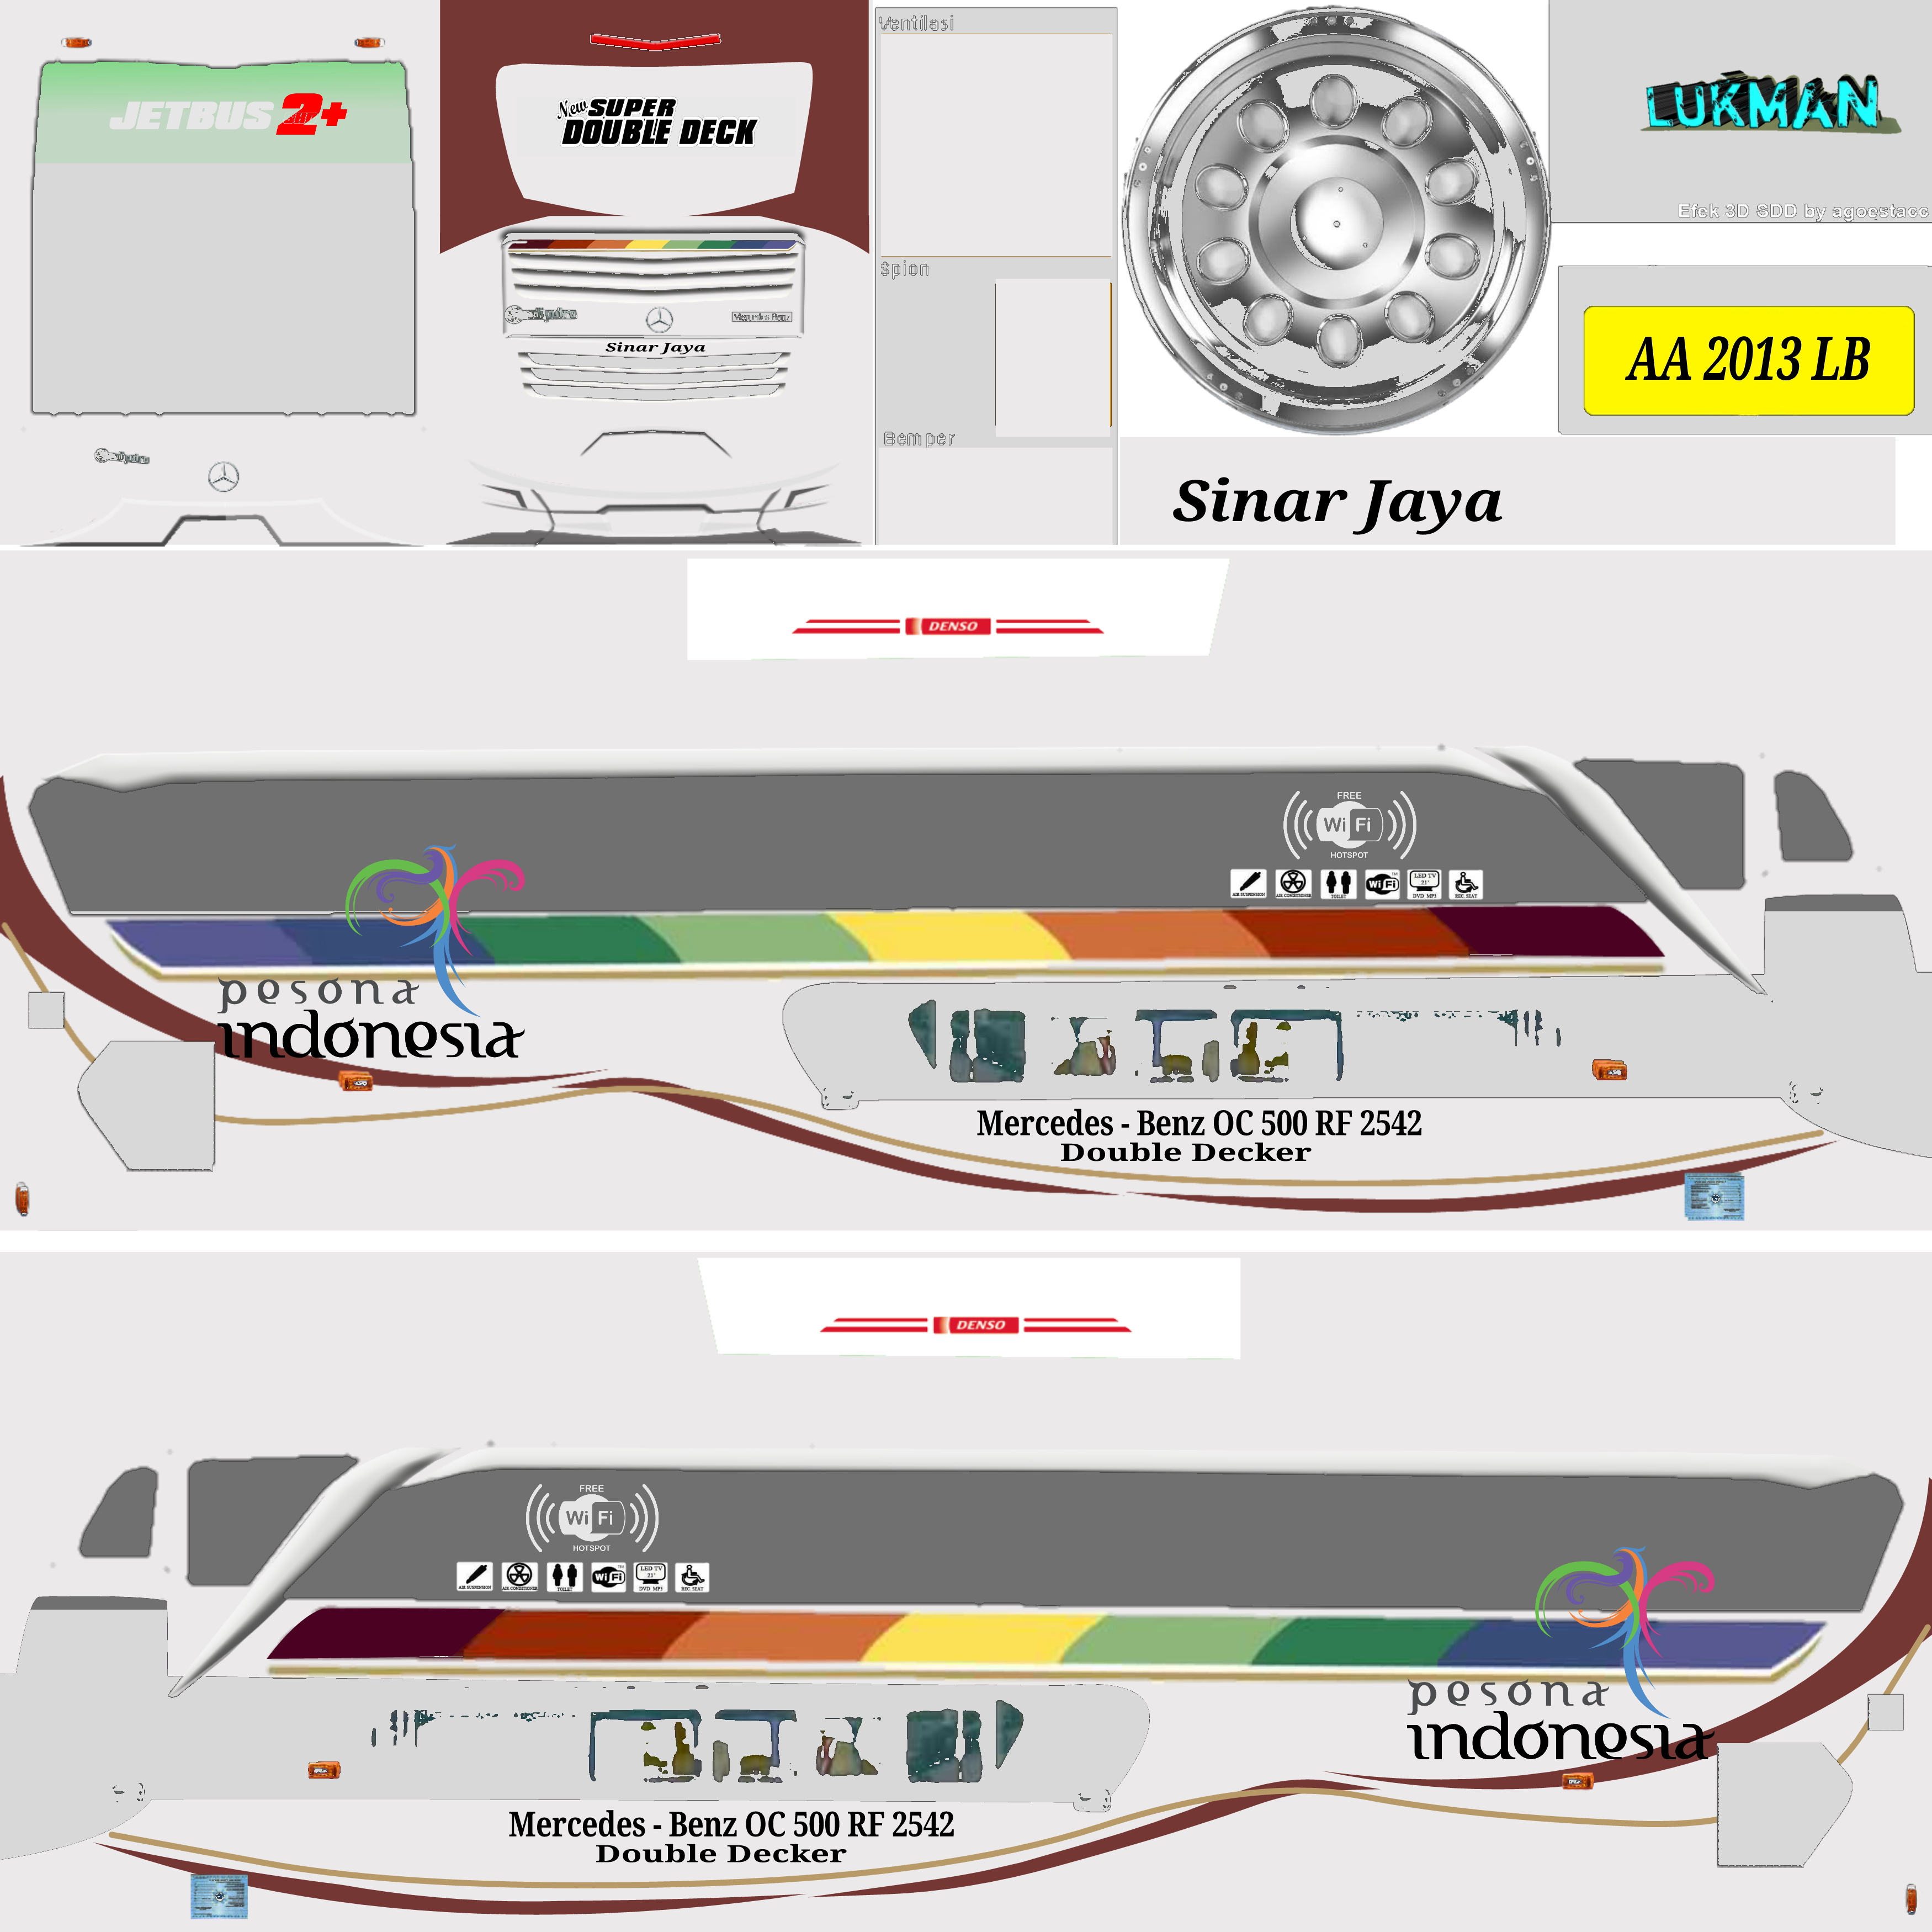 JETBUS 2+
New SUPER
DOUBLE DECK
Mercedes Benz
Sinar Jaya
Ventilasi
Spion
Bemper
LUKMAN
Efek 3D SDD by agoestacc
AA 2013 LB
Sinar Jaya
DENSO
FREE
Wi Fi
HOTSPOT
AIR SUSPENSION
AIR CONDITIONER
TOILET
WiFi
LED TV
21"
DVD MP3
REC. SEAT
pesona
indonesia
Mercedes - Benz OC 500 RF 2542
Double Decker
DENSO
FREE
Wi Fi
HOTSPOT
AIR SUSPENSION
AIR CONDITIONER
TOILET
WiFi
LED TV
21"
DVD MP3
REC. SEAT
pesona
indonesia
Mercedes - Benz OC 500 RF 2542
Double Decker